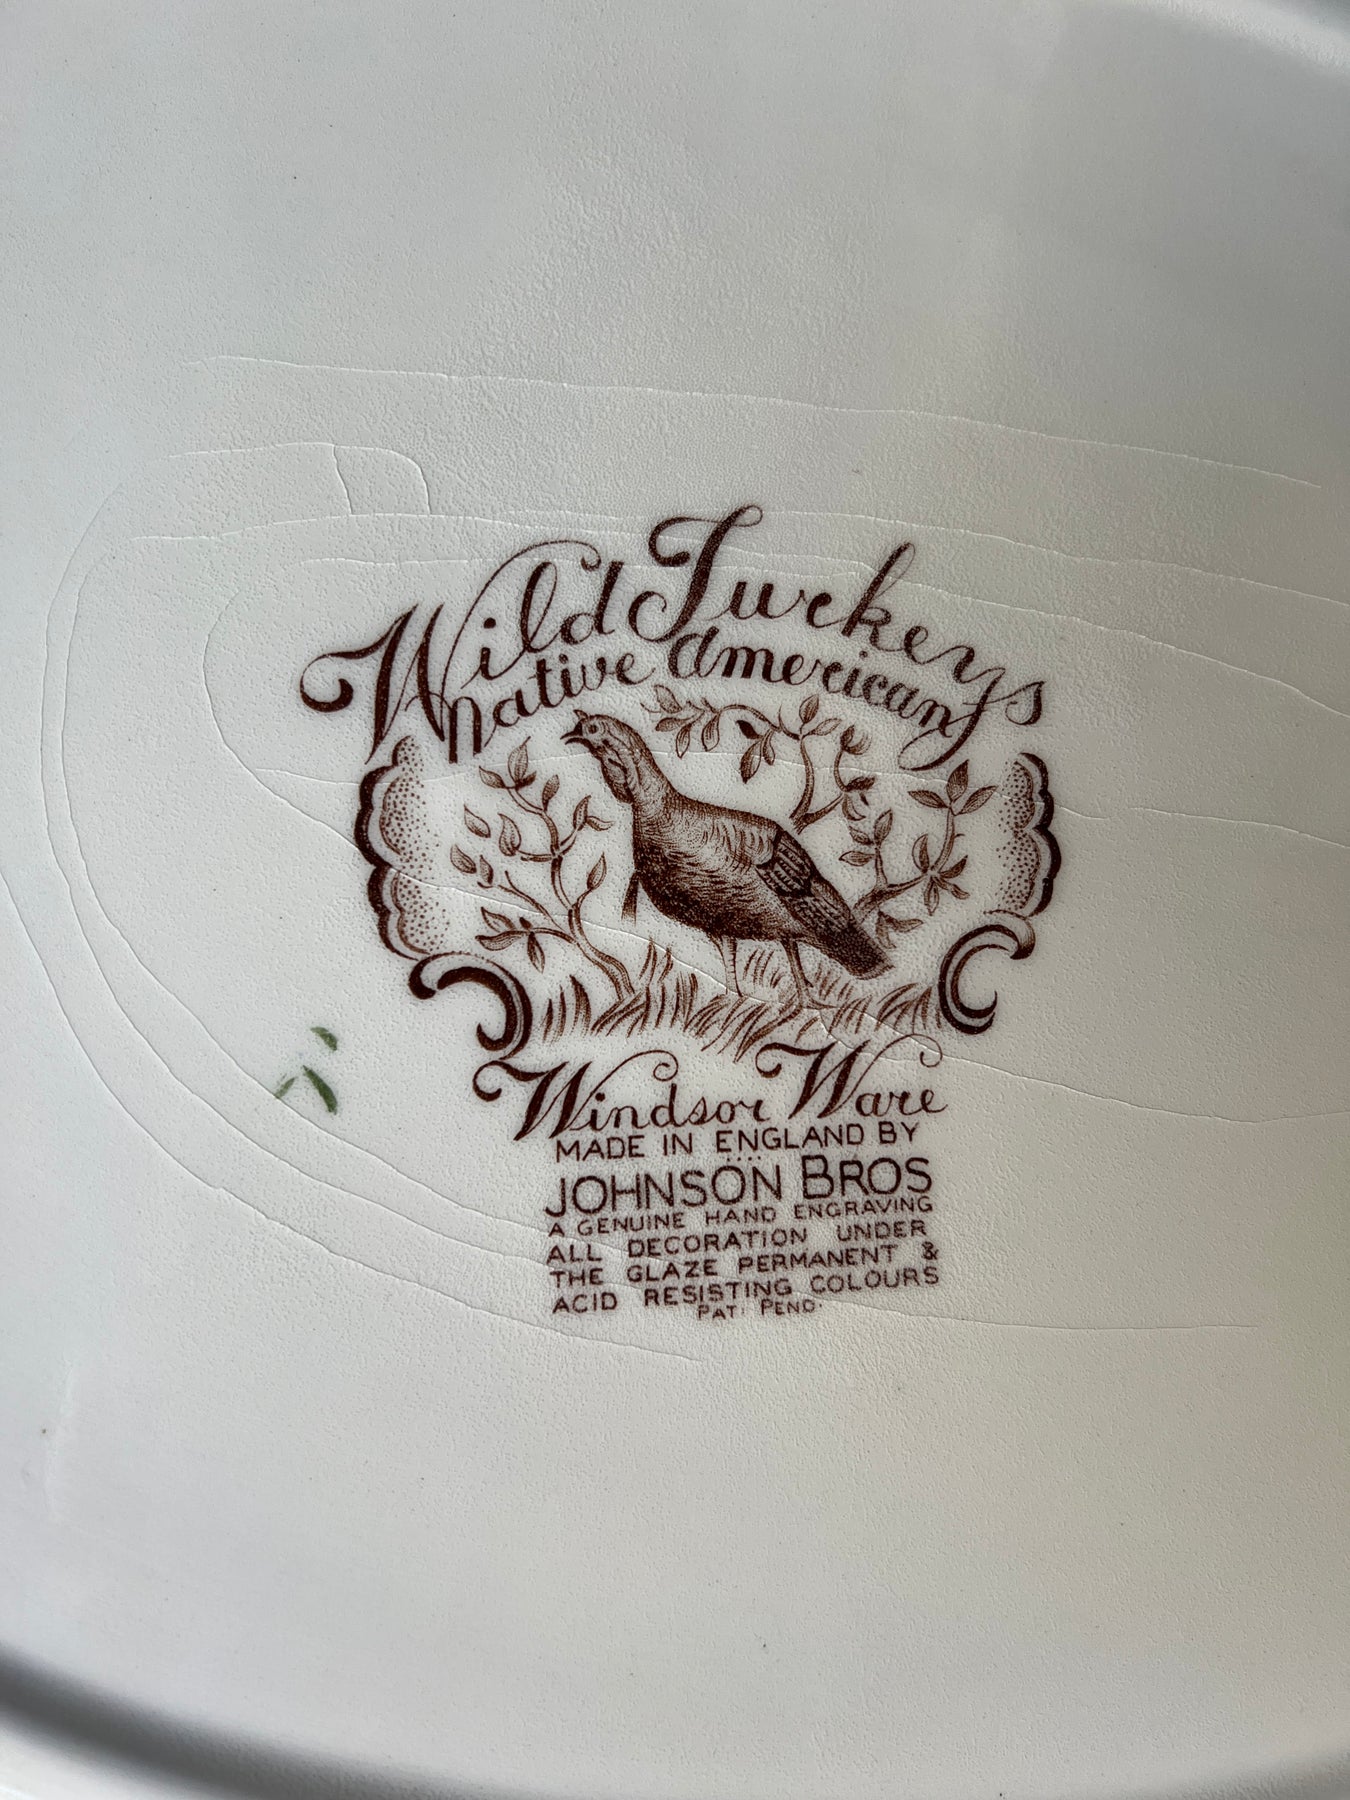 Wild Turkeys
Native American
Windsor Ware
MADE IN ENGLAND BY
JOHNSON BROS
A GENUINE HAND ENGRAVING
ALL DECORATION UNDER
THE GLAZE PERMANENT &
ACID RESISTING COLOURS
PAT. PEND.